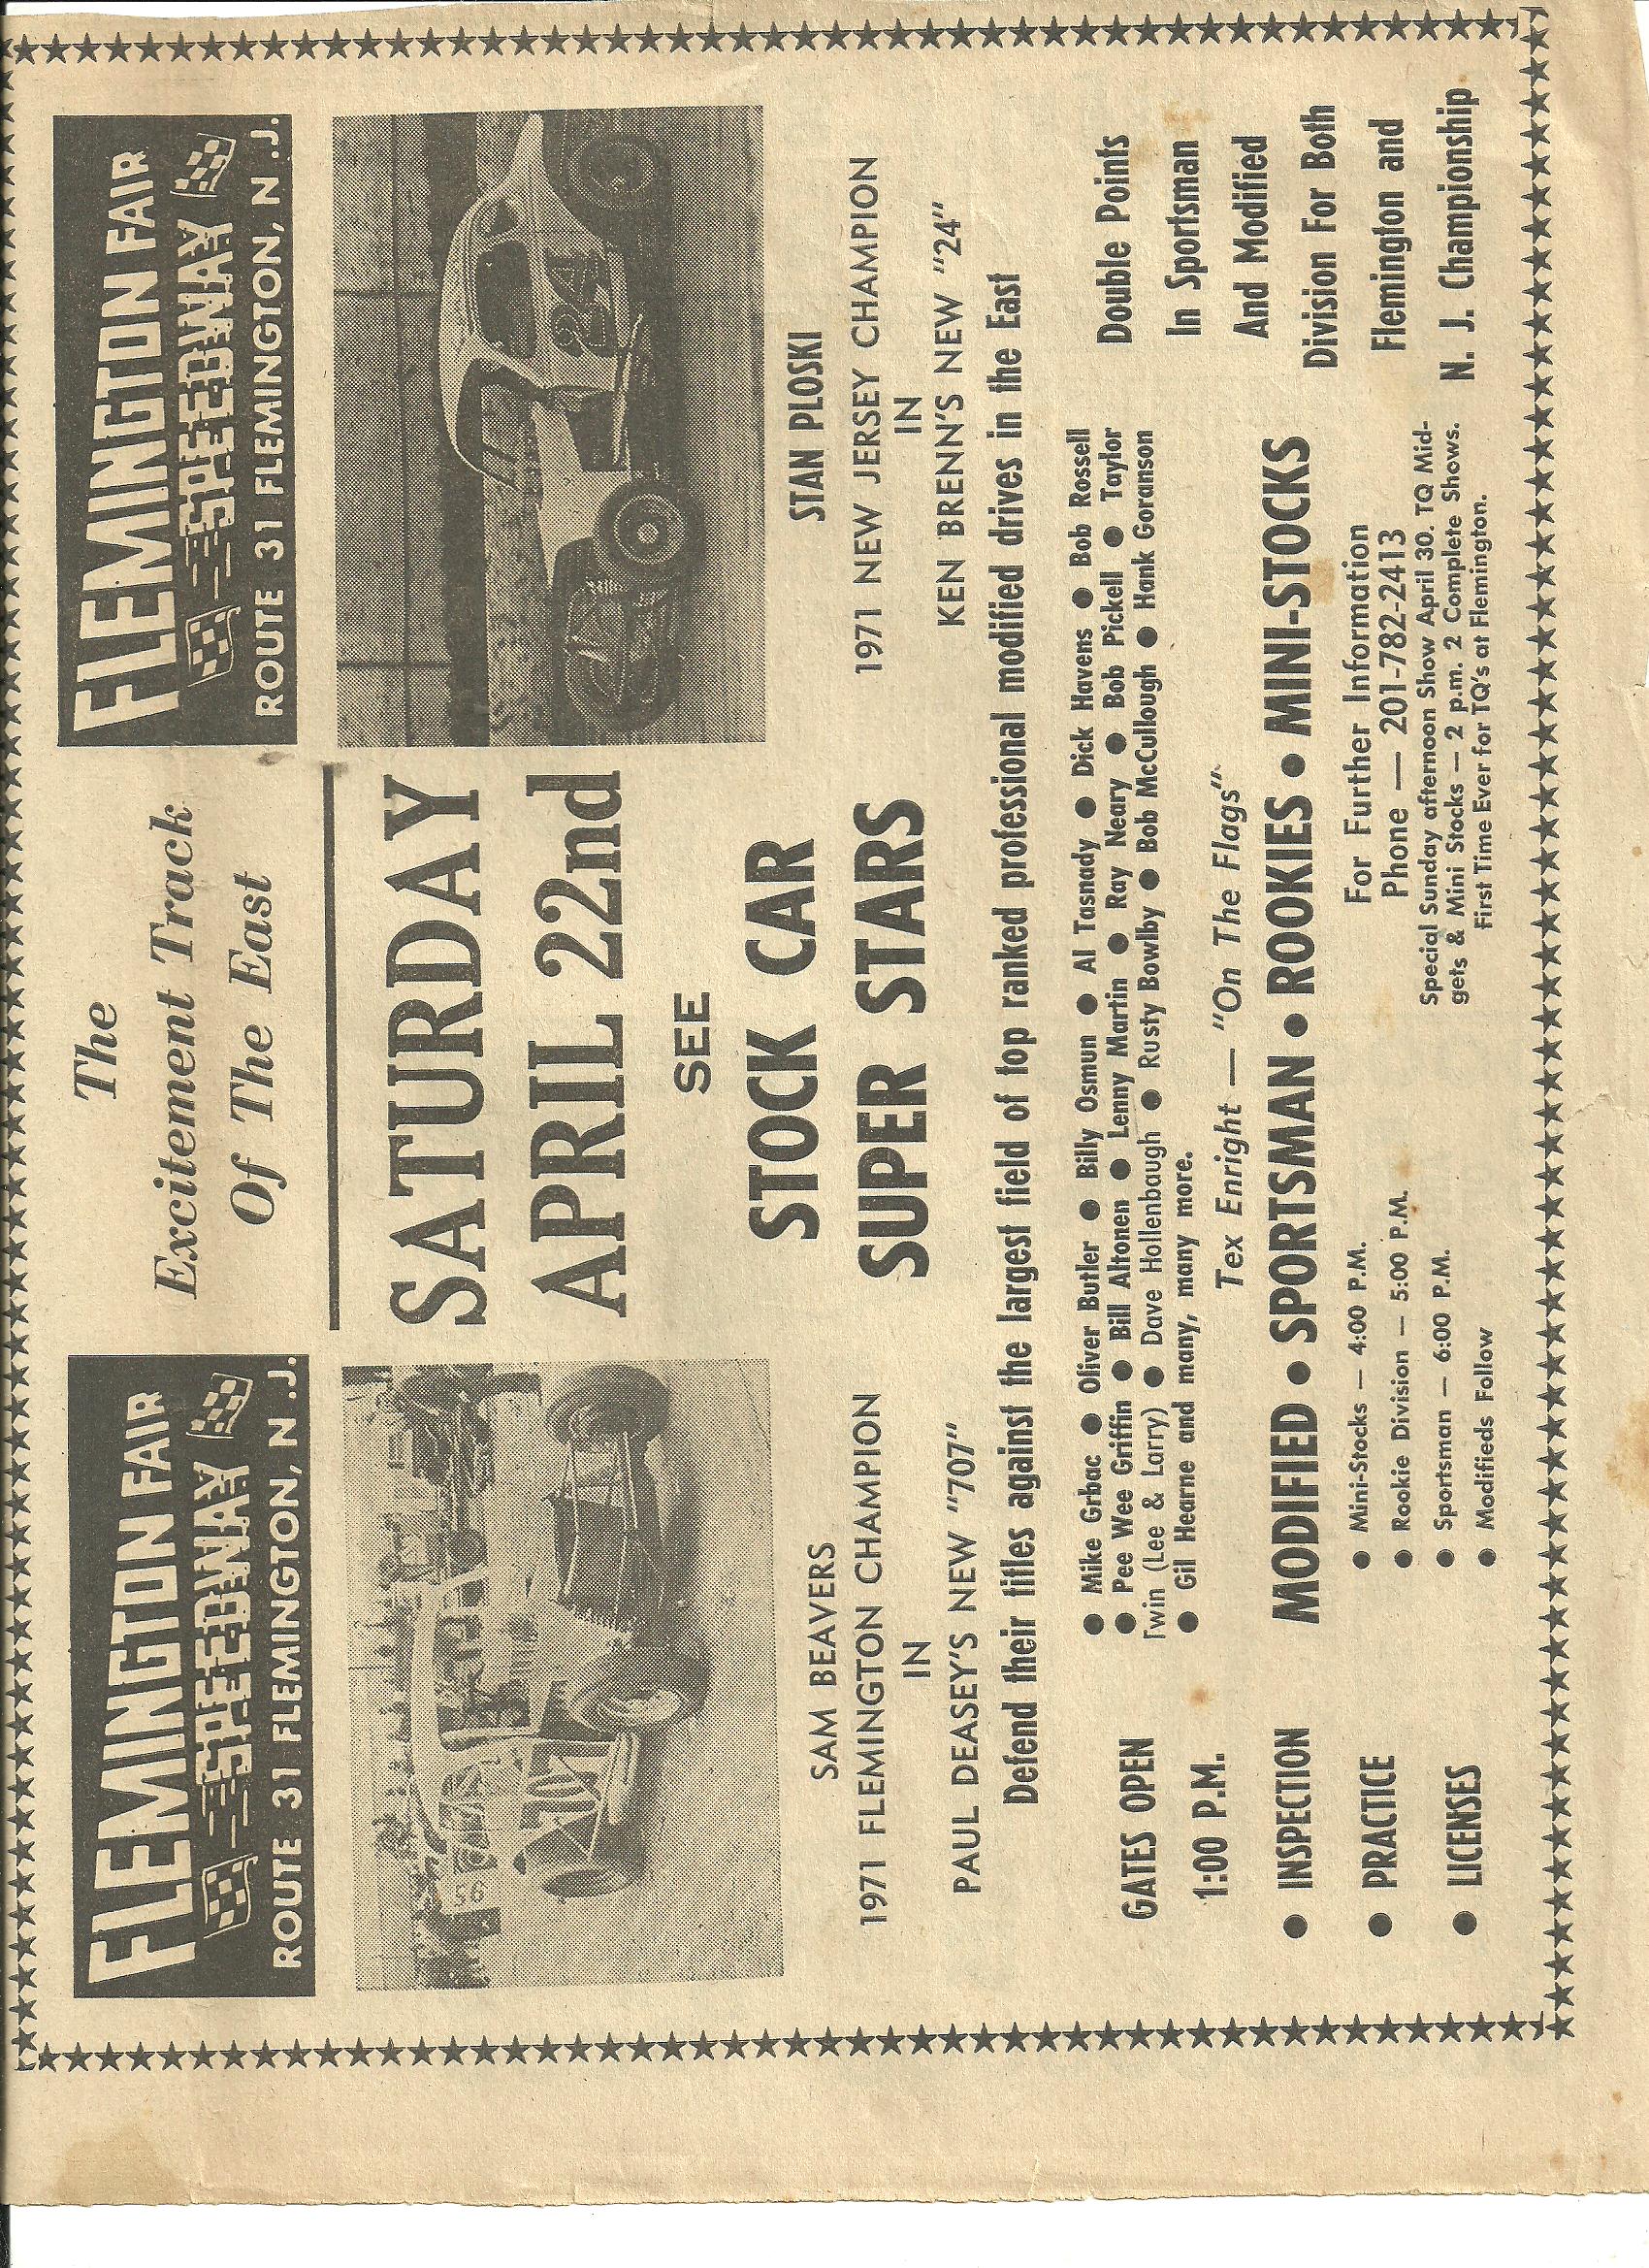 FLEMINGTON FAIR
SPEEDWAY
ROUTE 31 FLEMINGTON, N.J.
The
Excitement Track
Of The East
FLEMINGTON FAIR
SPEEDWAY
ROUTE 31 FLEMINGTON, N.J.
SATURDAY
APRIL 22nd
SEE
STOCK CAR
SUPER STARS
707
95
24
SAM BEAVERS
1971 FLEMINGTON CHAMPION
IN
PAUL DEASEY'S NEW "707"
STAN PLOSKI
1971 NEW JERSEY CHAMPION
IN
KEN BRENN'S NEW "24"
Defend their titles against the largest field of top ranked professional modified drives in the East
GATES OPEN
1:00 P.M.
● INSPECTION
● PRACTICE
● LICENSES
● Mike Grbac ● Oliver Butler ● Billy Osmun ● Al Tasnady ● Dick Havens ● Bob Rossell
● Pee Wee Griffin ● Bill Altonen ● Lenny Martin ● Ray Neary ● Bob Pickell ● Taylor
Twin (Lee & Larry) ● Dave Hollenbaugh ● Rusty Bowlby ● Bob McCullough ● Hank Goranson
● Gil Hearne and many, many more.
Tex Enright — "On The Flags"
MODIFIED • SPORTSMAN • ROOKIES • MINI-STOCKS
● Mini-Stocks — 4:00 P.M.
● Rookie Division — 5:00 P.M.
● Sportsman — 6:00 P.M.
● Modifieds Follow
For Further Information
Phone — 201-782-2413
Special Sunday afternoon Show April 30. TQ Mid-
gets & Mini Stocks — 2 p.m. 2 Complete Shows.
First Time Ever for TQ's at Flemington.
Double Points
In Sportsman
And Modified
Division For Both
Flemington and
N. J. Championship